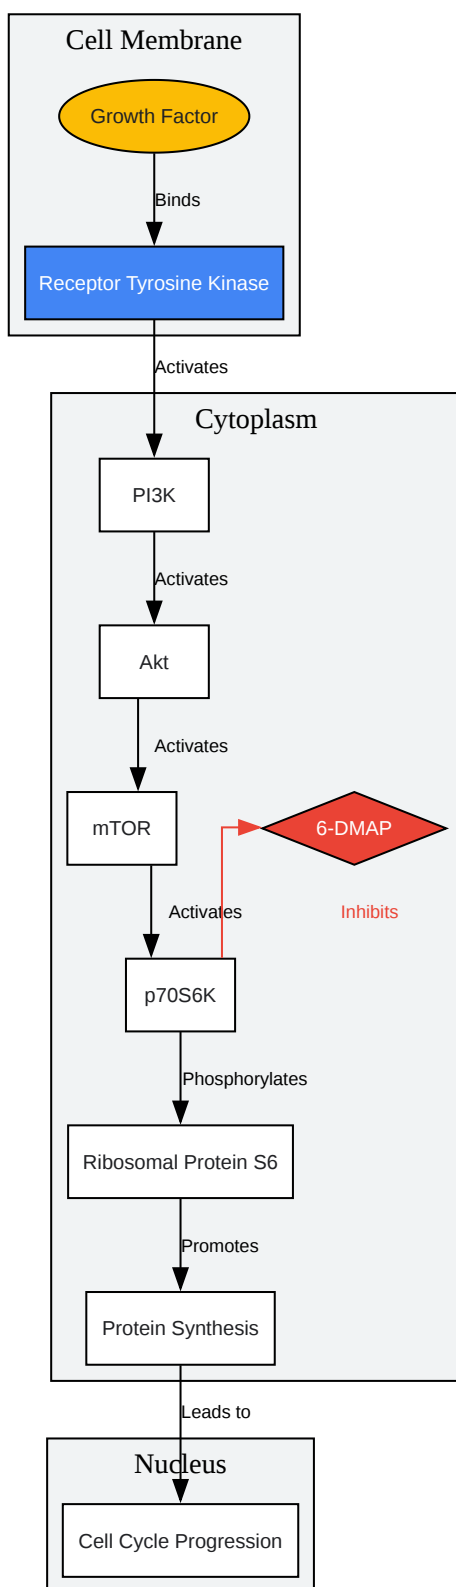 Cell Membrane
Growth Factor
Binds
Receptor Tyrosine Kinase
Activates
Cytoplasm
PI3K
Activates
Akt
Activates
mTOR
6-DMAP
Activates
Inhibits
p70S6K
Phosphorylates
Ribosomal Protein S6
Promotes
Protein Synthesis
Leads to
Nucleus
Cell Cycle Progression